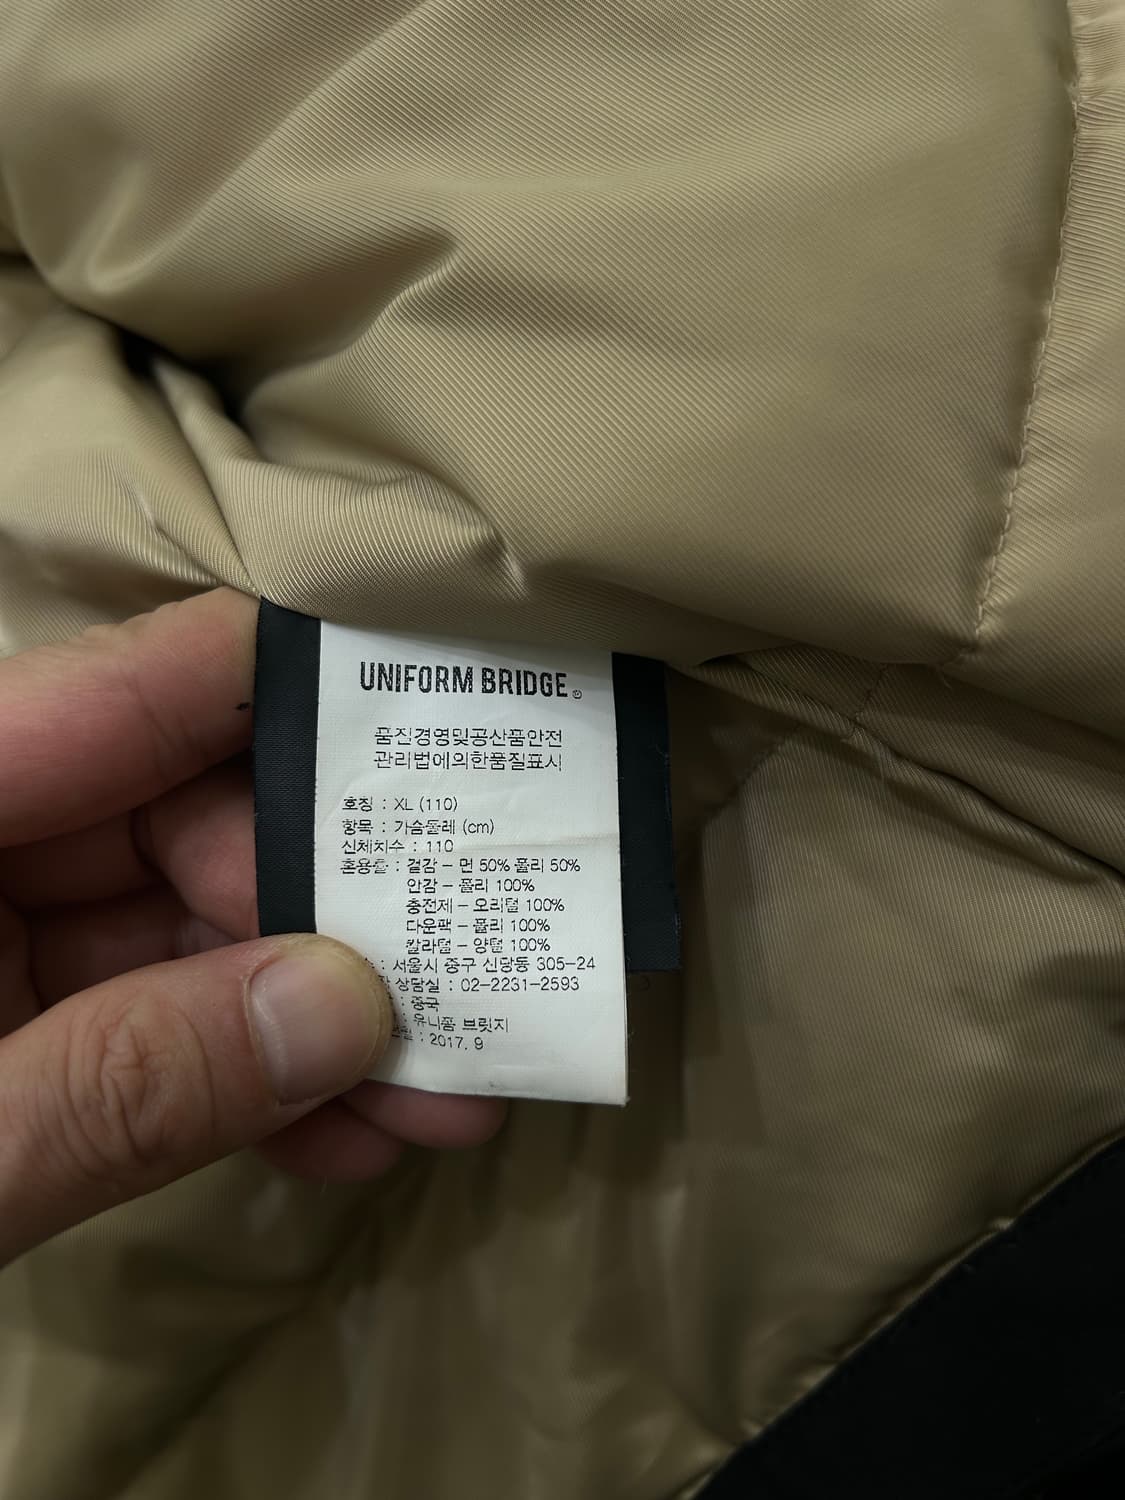 UNIFORM BRIDGE®
품진경영및공산품안전
관리법에의한품질표시
호칭 : XL (110)
항목 : 가슴둘레 (cm)
신체치수 : 110
혼용률 : 겉감 – 면 50% 폴리 50%
안감 – 폴리 100%
충전제 – 오리털 100%
다운팩 – 폴리 100%
칼라털 – 양털 100%
: 서울시 중구 신당동 305-24
상담실 : 02-2231-2593
: 중국
: 유니폼 브릿지
: 2017. 9